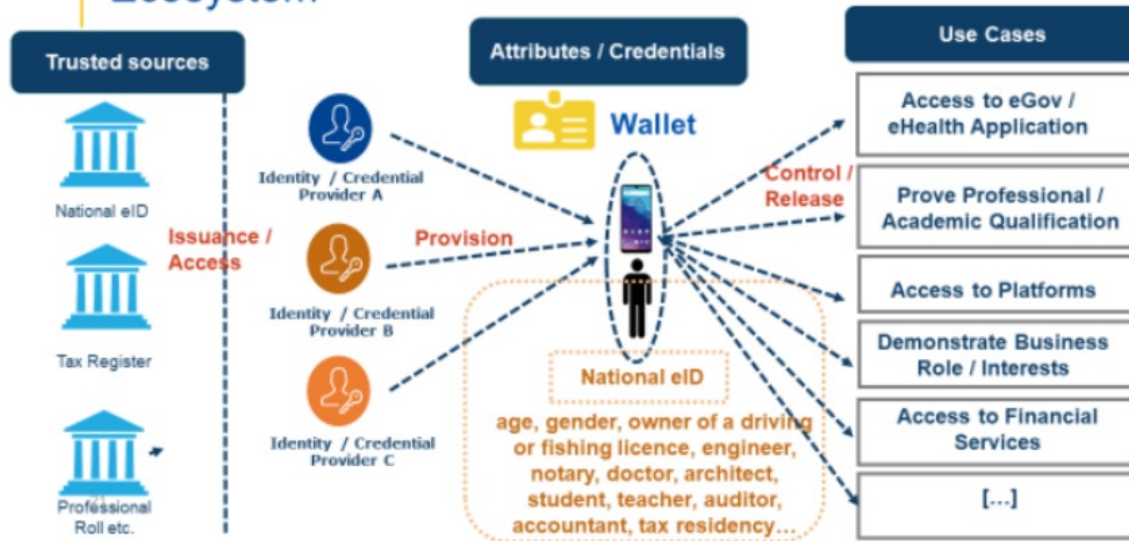 Ecosystem
Trusted sources
Attributes / Credentials
Use Cases
National eID
Tax Register
Professional
Roll etc.
Issuance /
Access
Identity / Credential
Provider A
Identity / Credential
Provider B
Identity / Credential
Provider C
Provision
Wallet
National eID
age, gender, owner of a driving
or fishing licence, engineer,
notary, doctor, architect,
student, teacher, auditor,
accountant, tax residency...
Control /
Release
Access to eGov /
eHealth Application
Prove Professional /
Academic Qualification
Access to Platforms
Demonstrate Business
Role / Interests
Access to Financial
Services
[...]